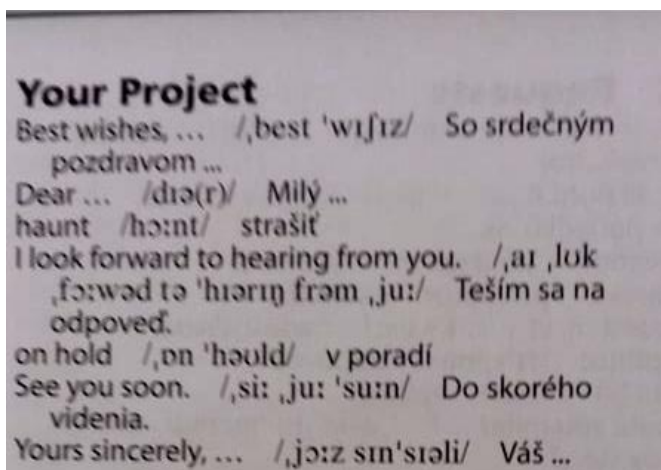 Your Project
Best wishes, ... /ˌbest ˈwɪʃɪz/ So srdečným
pozdravom ...
Dear ... /dɪə(r)/ Milý ...
haunt /hɔːnt/ strašiť
I look forward to hearing from you. /ˌaɪ ˌlʊk
ˌfɔːwəd tə ˈhɪərɪŋ frəm ˌjuː/ Teším sa na
odpoveď.
on hold /ˌɒn ˈhəʊld/ v poradí
See you soon. /ˌsiː ˌjuː ˈsuːn/ Do skorého
videnia.
Yours sincerely, ... /ˌjɔːz sɪnˈsɪəli/ Váš ...